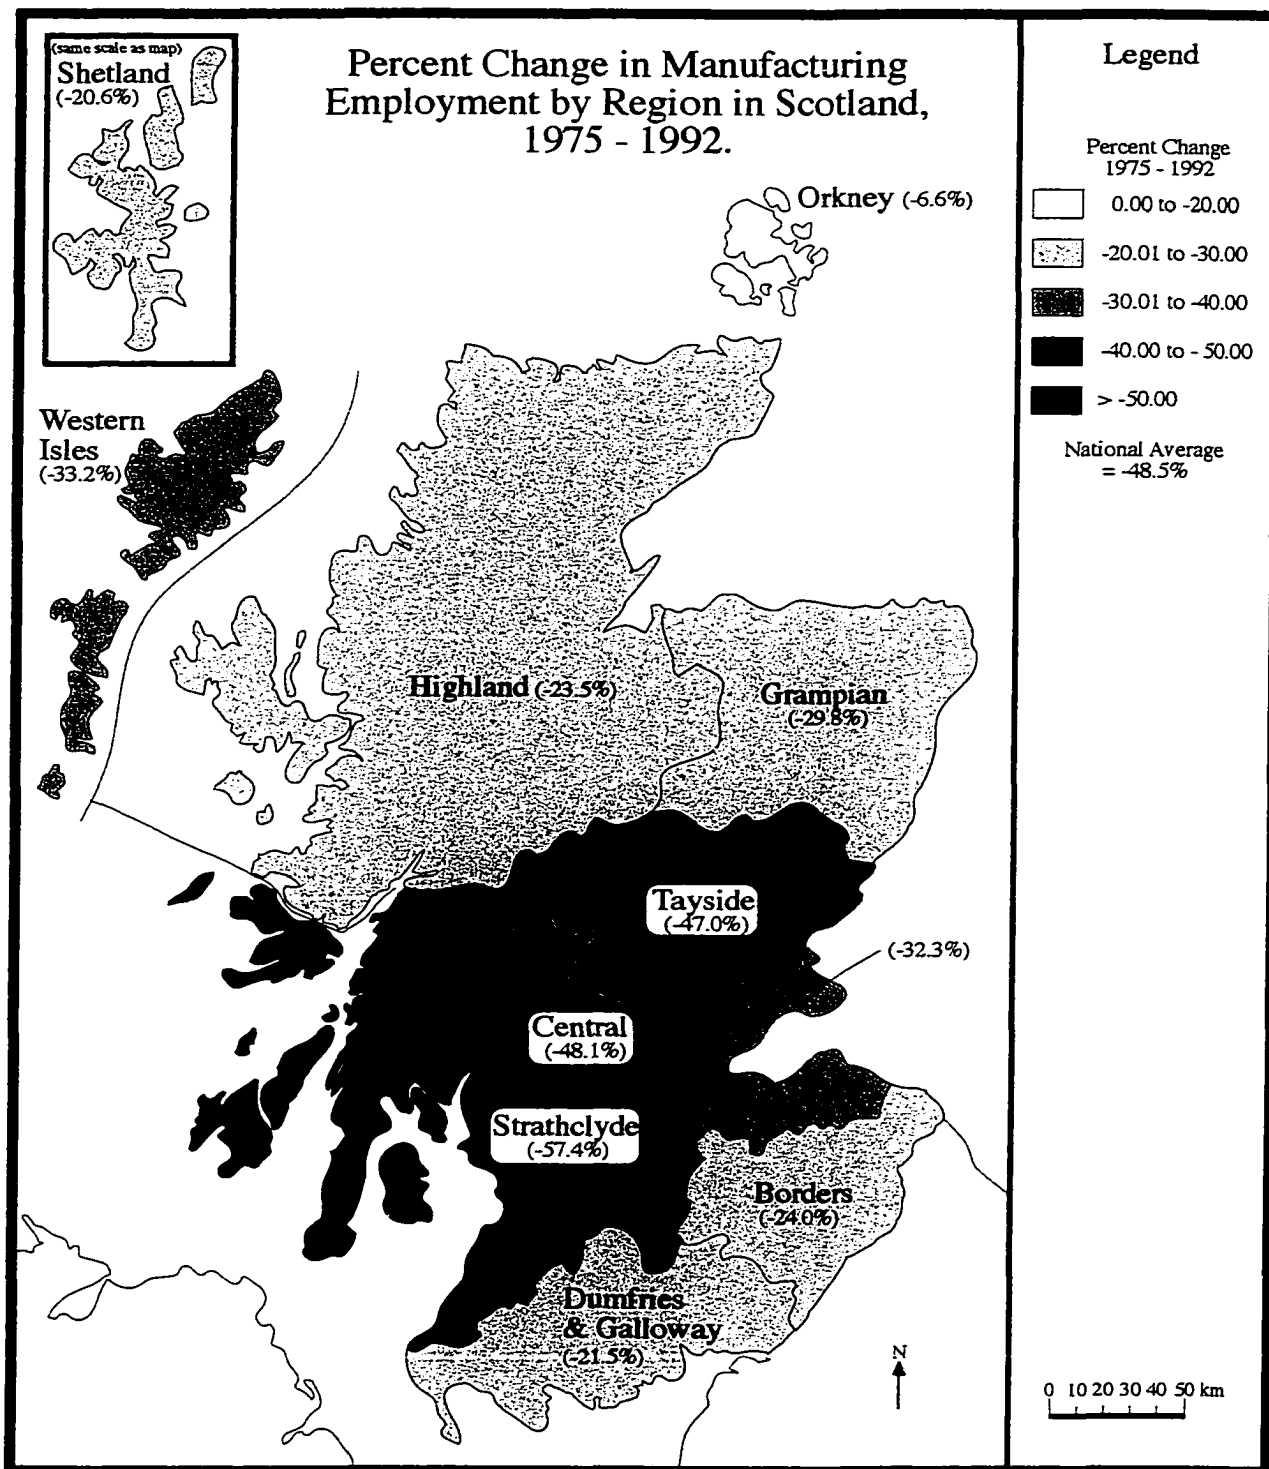 (same scale as map)
Shetland
(-20.6%)
Percent Change in Manufacturing
Employment by Region in Scotland,
1975 - 1992.
Orkney (-6.6%)
Western
Isles
(-33.2%)
Highland (-23.5%)
Grampian
(-29.8%)
Tayside
(-47.0%)
(-32.3%)
Central
(-48.1%)
Strathclyde
(-57.4%)
Borders
(-24.0%)
Dumfries
& Galloway
(-21.5%)
N
Legend
Percent Change
1975 - 1992
0.00 to -20.00
-20.01 to -30.00
-30.01 to -40.00
-40.00 to - 50.00
> -50.00
National Average
= -48.5%
0 10 20 30 40 50 km